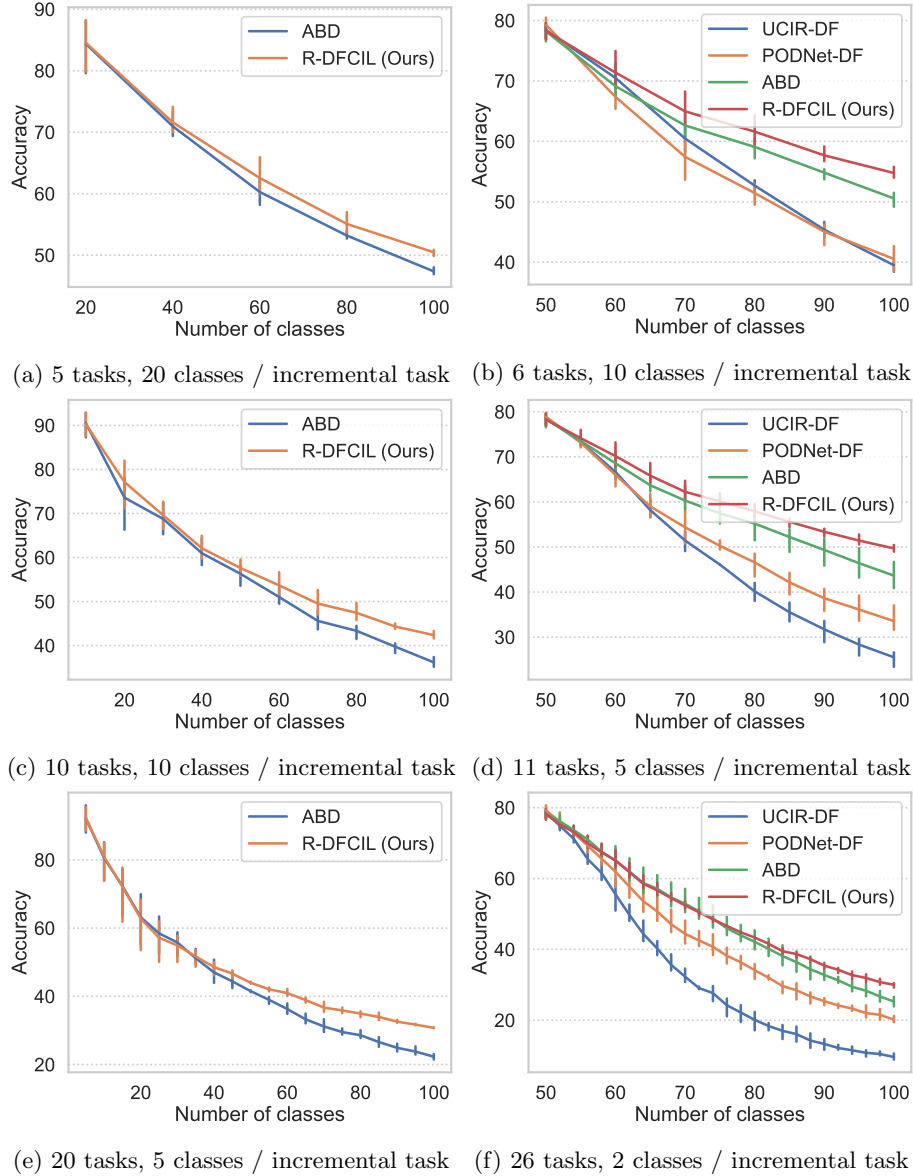 90
80
70
60
50
Accuracy
ABD
R-DFCIL (Ours)
20
40
60
80
100
Number of classes
(a) 5 tasks, 20 classes / incremental task
80
70
60
50
40
Accuracy
UCIR-DF
PODNet-DF
ABD
R-DFCIL (Ours)
50
60
70
80
90
100
Number of classes
(b) 6 tasks, 10 classes / incremental task
90
80
70
60
50
40
Accuracy
ABD
R-DFCIL (Ours)
20
40
60
80
100
Number of classes
(c) 10 tasks, 10 classes / incremental task
80
70
60
50
40
30
Accuracy
UCIR-DF
PODNet-DF
ABD
R-DFCIL (Ours)
50
60
70
80
90
100
Number of classes
(d) 11 tasks, 5 classes / incremental task
80
60
40
20
Accuracy
ABD
R-DFCIL (Ours)
20
40
60
80
100
Number of classes
(e) 20 tasks, 5 classes / incremental task
80
60
40
20
Accuracy
UCIR-DF
PODNet-DF
ABD
R-DFCIL (Ours)
50
60
70
80
90
100
Number of classes
(f) 26 tasks, 2 classes / incremental task